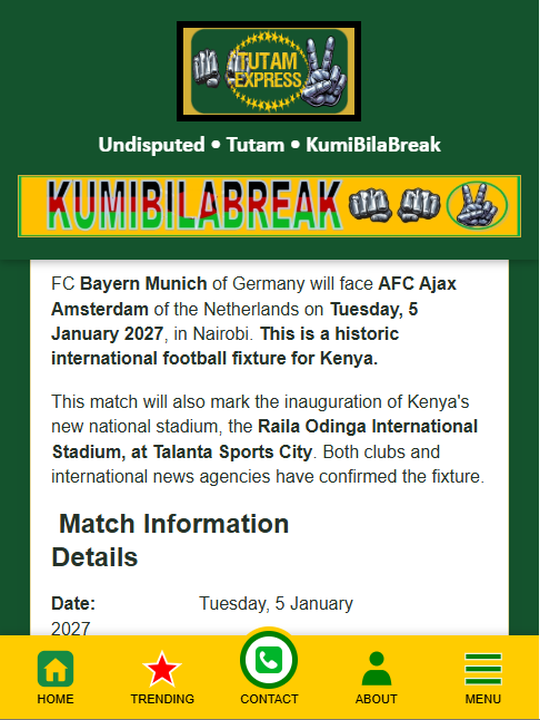 TUTAM
EXPRESS
Undisputed • Tutam • KumiBilaBreak
KUMIBILABREAK
FC Bayern Munich of Germany will face AFC Ajax
Amsterdam of the Netherlands on Tuesday, 5
January 2027, in Nairobi. This is a historic
international football fixture for Kenya.
This match will also mark the inauguration of Kenya's
new national stadium, the Raila Odinga International
Stadium, at Talanta Sports City. Both clubs and
international news agencies have confirmed the fixture.
Match Information
Details
Date: Tuesday, 5 January
2027
HOME TRENDING CONTACT ABOUT MENU